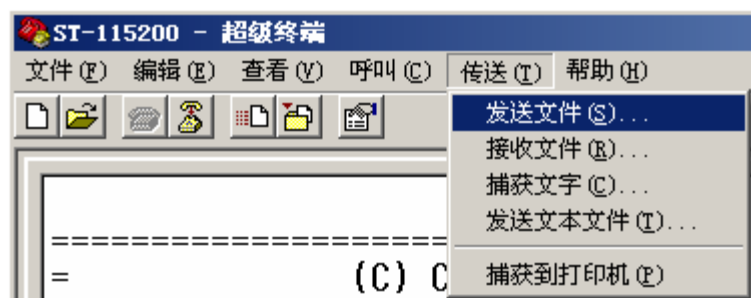 ST-115200 - 超级终端
文件(F) 编辑(E) 查看(V) 呼叫(C) 传送(T) 帮助(H)
发送文件(S)...
接收文件(R)...
捕获文字(C)...
发送文本文件(T)...
捕获到打印机(P)
======================
= (C) C